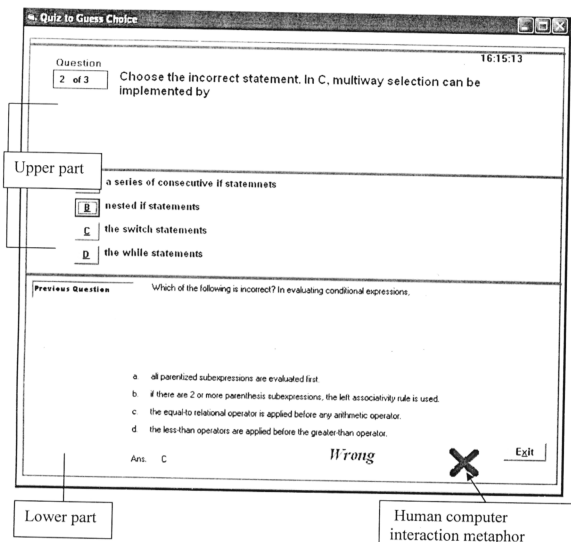 Quiz to Guess Choice
16:15:13
Question
2 of 3
Choose the incorrect statement. In C, multiway selection can be
implemented by
Upper part
a series of consecutive if statemnets
B nested if statements
C the switch statements
D the while statements
Previous Question
Which of the following is incorrect? In evaluating conditional expressions,
a. all parentized subexpressions are evaluated first.
b. if there are 2 or more parenthesis subexpressions, the left associativity rule is used.
c. the equal-to relational operator is applied before any arithmetic operator.
d. the less-than operators are applied before the greater-than operator.
Ans. C
Wrong
Exit
Lower part
Human computer
interaction metaphor